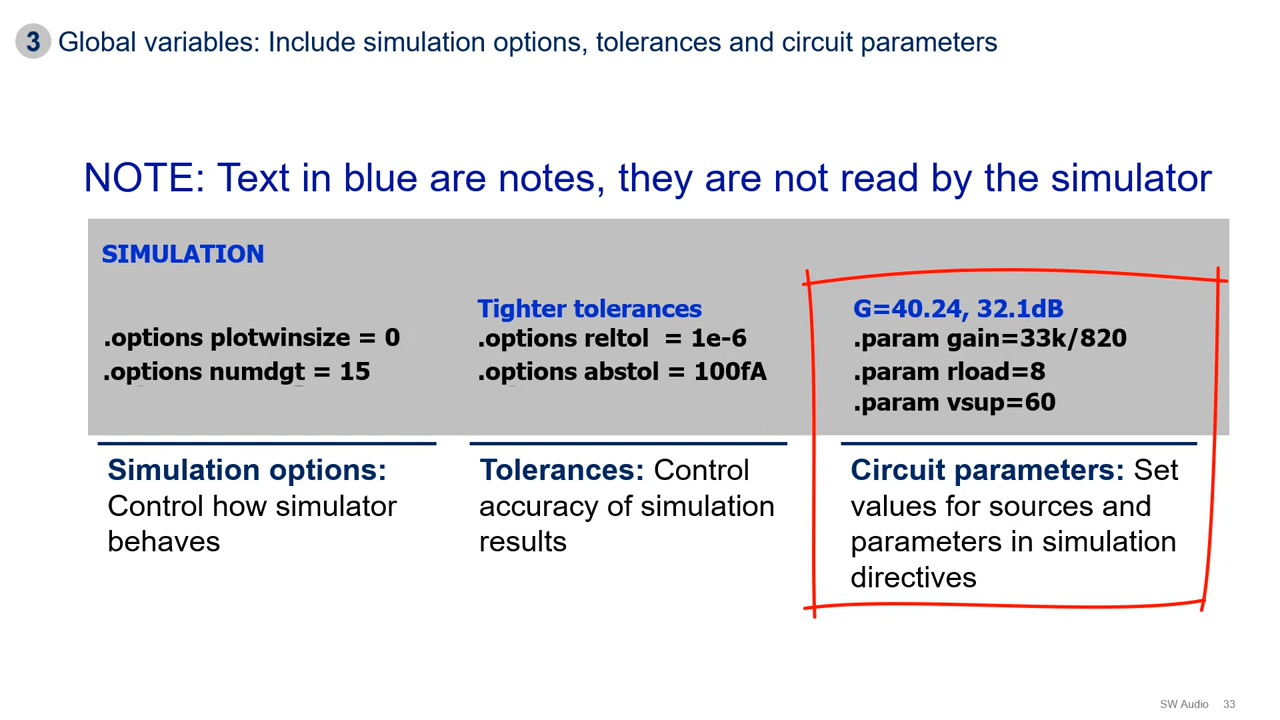 3 Global variables: Include simulation options, tolerances and circuit parameters
NOTE: Text in blue are notes, they are not read by the simulator
SIMULATION
.options plotwinsize = 0
.options numdgt = 15
Tighter tolerances
.options reltol = 1e-6
.options abstol = 100fA
G=40.24, 32.1dB
.param gain=33k/820
.param rload=8
.param vsup=60
Simulation options:
Control how simulator
behaves
Tolerances: Control
accuracy of simulation
results
Circuit parameters: Set
values for sources and
parameters in simulation
directives
SW Audio 33